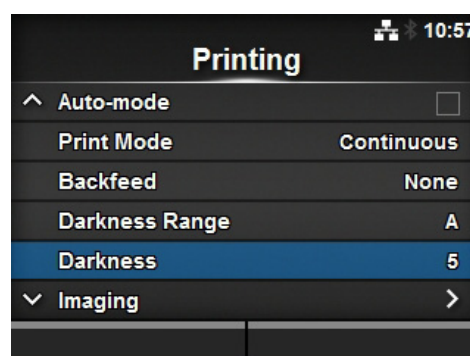 10:57
Printing
Auto-mode
Print Mode Continuous
Backfeed None
Darkness Range A
Darkness 5
Imaging